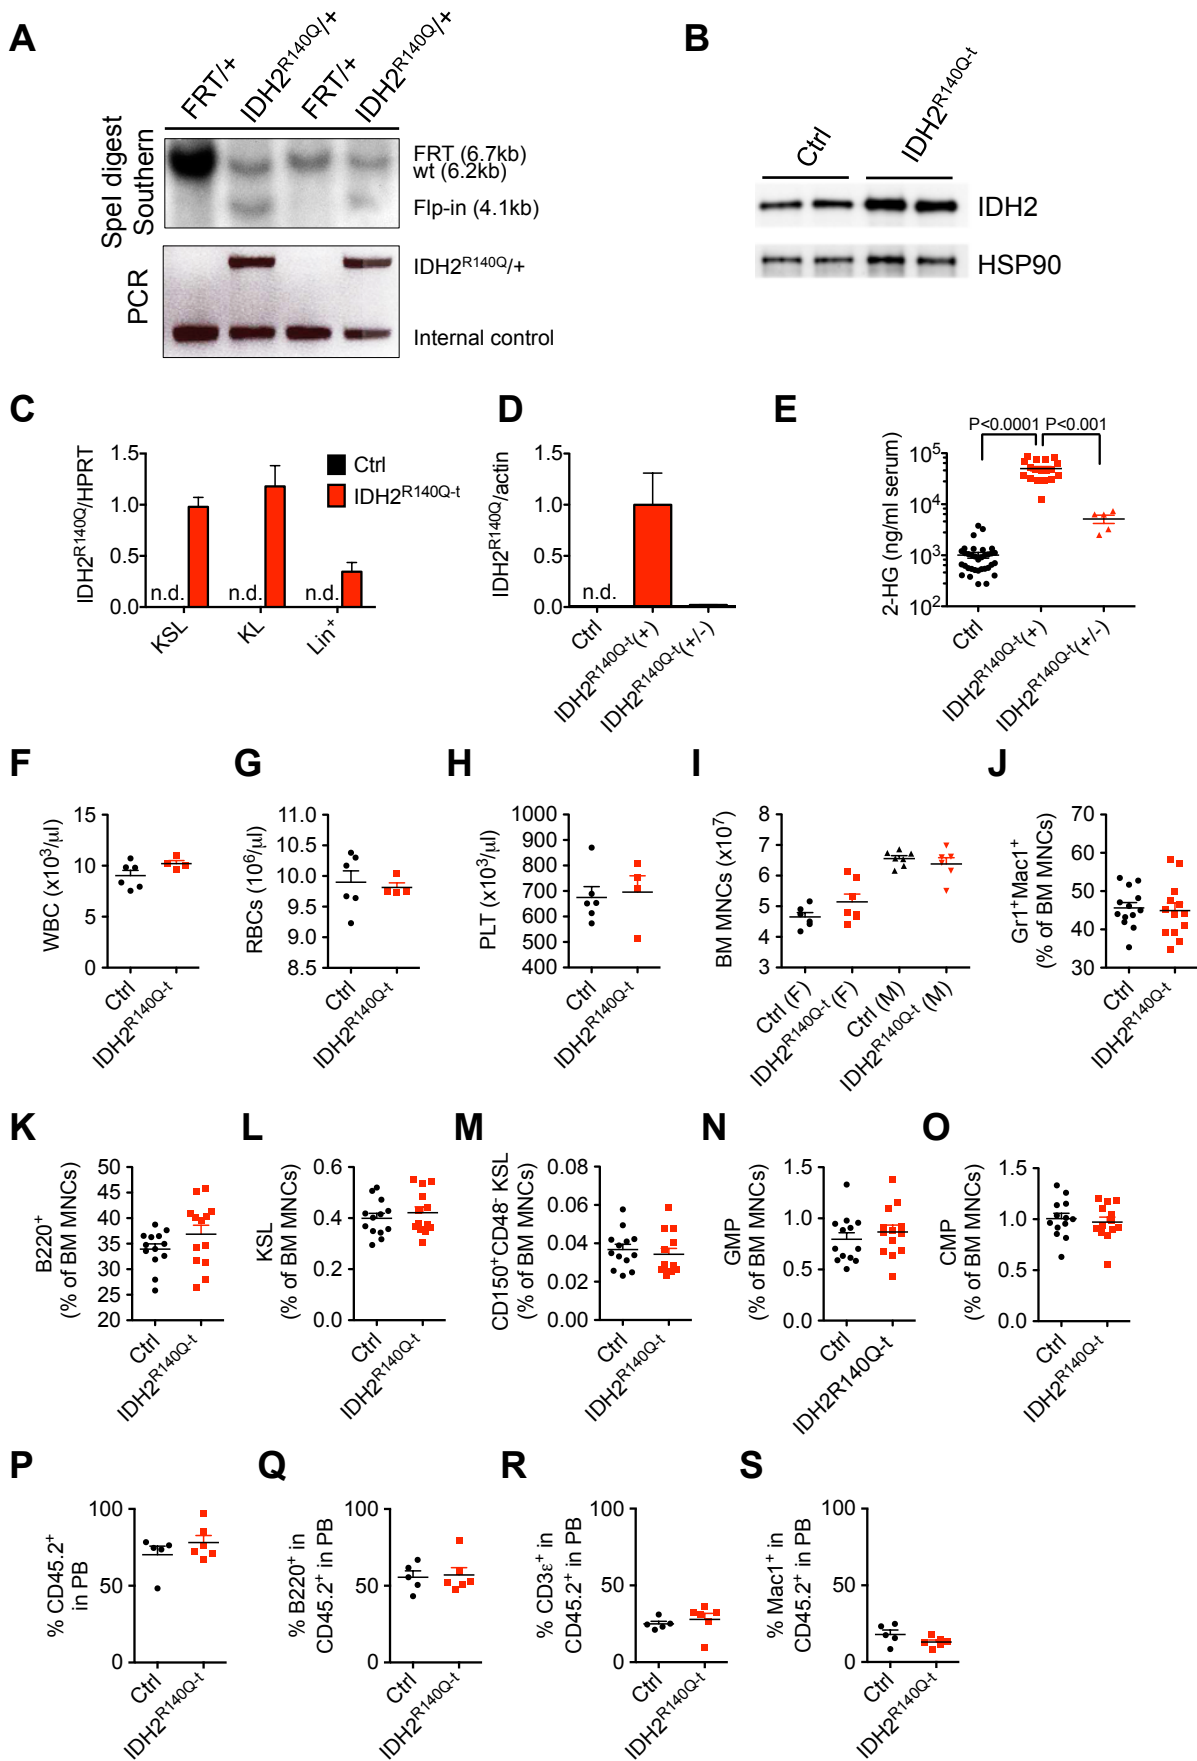 A
FRT/+
IDH2R140Q/+
FRT/+
IDH2R140Q/+
SpeI digest
Southern
FRT (6.7kb)
wt (6.2kb)
Flp-in (4.1kb)
PCR
IDH2R140Q/+
Internal control
B
Ctrl
IDH2R140Q-t
IDH2
HSP90
C
IDH2R140Q/HPRT
1.5
1.0
0.5
0.0
Ctrl
IDH2R140Q-t
n.d.
n.d.
n.d.
KSL
KL
Lin+
D
IDH2R140Q/actin
1.5
1.0
0.5
0.0
n.d.
Ctrl
IDH2R140Q-t(+)
IDH2R140Q-t(+/-)
E
P<0.0001
P<0.001
2-HG (ng/ml serum)
105
104
103
102
Ctrl
IDH2R140Q-t(+)
IDH2R140Q-t(+/-)
F
WBC (x103/µl)
15
10
5
0
Ctrl
IDH2R140Q-t
G
RBCs (106/µl)
11.0
10.5
10.0
9.5
9.0
8.5
Ctrl
IDH2R140Q-t
H
PLT (x103/µl)
1000
900
800
700
600
500
400
Ctrl
IDH2R140Q-t
I
BM MNCs (x107)
8
7
6
5
4
3
Ctrl (F)
IDH2R140Q-t (F)
Ctrl (M)
IDH2R140Q-t (M)
J
Gr1+Mac1+
(% of BM MNCs)
70
60
50
40
30
Ctrl
IDH2R140Q-t
K
B220+
(% of BM MNCs)
50
45
40
35
30
25
20
Ctrl
IDH2R140Q-t
L
KSL
(% of BM MNCs)
0.6
0.4
0.2
0.0
Ctrl
IDH2R140Q-t
M
CD150+CD48- KSL
(% of BM MNCs)
0.08
0.06
0.04
0.02
0.00
Ctrl
IDH2R140Q-t
N
GMP
(% of BM MNCs)
1.5
1.0
0.5
0.0
Ctrl
IDH2R140Q-t
O
CMP
(% of BM MNCs)
1.5
1.0
0.5
0.0
Ctrl
IDH2R140Q-t
P
% CD45.2+
in PB
100
50
0
Ctrl
IDH2R140Q-t
Q
% B220+ in
CD45.2+ in PB
100
50
0
Ctrl
IDH2R140Q-t
R
% CD3ε+ in
CD45.2+ in PB
100
50
0
Ctrl
IDH2R140Q-t
S
% Mac1+ in
CD45.2+ in PB
100
50
0
Ctrl
IDH2R140Q-t